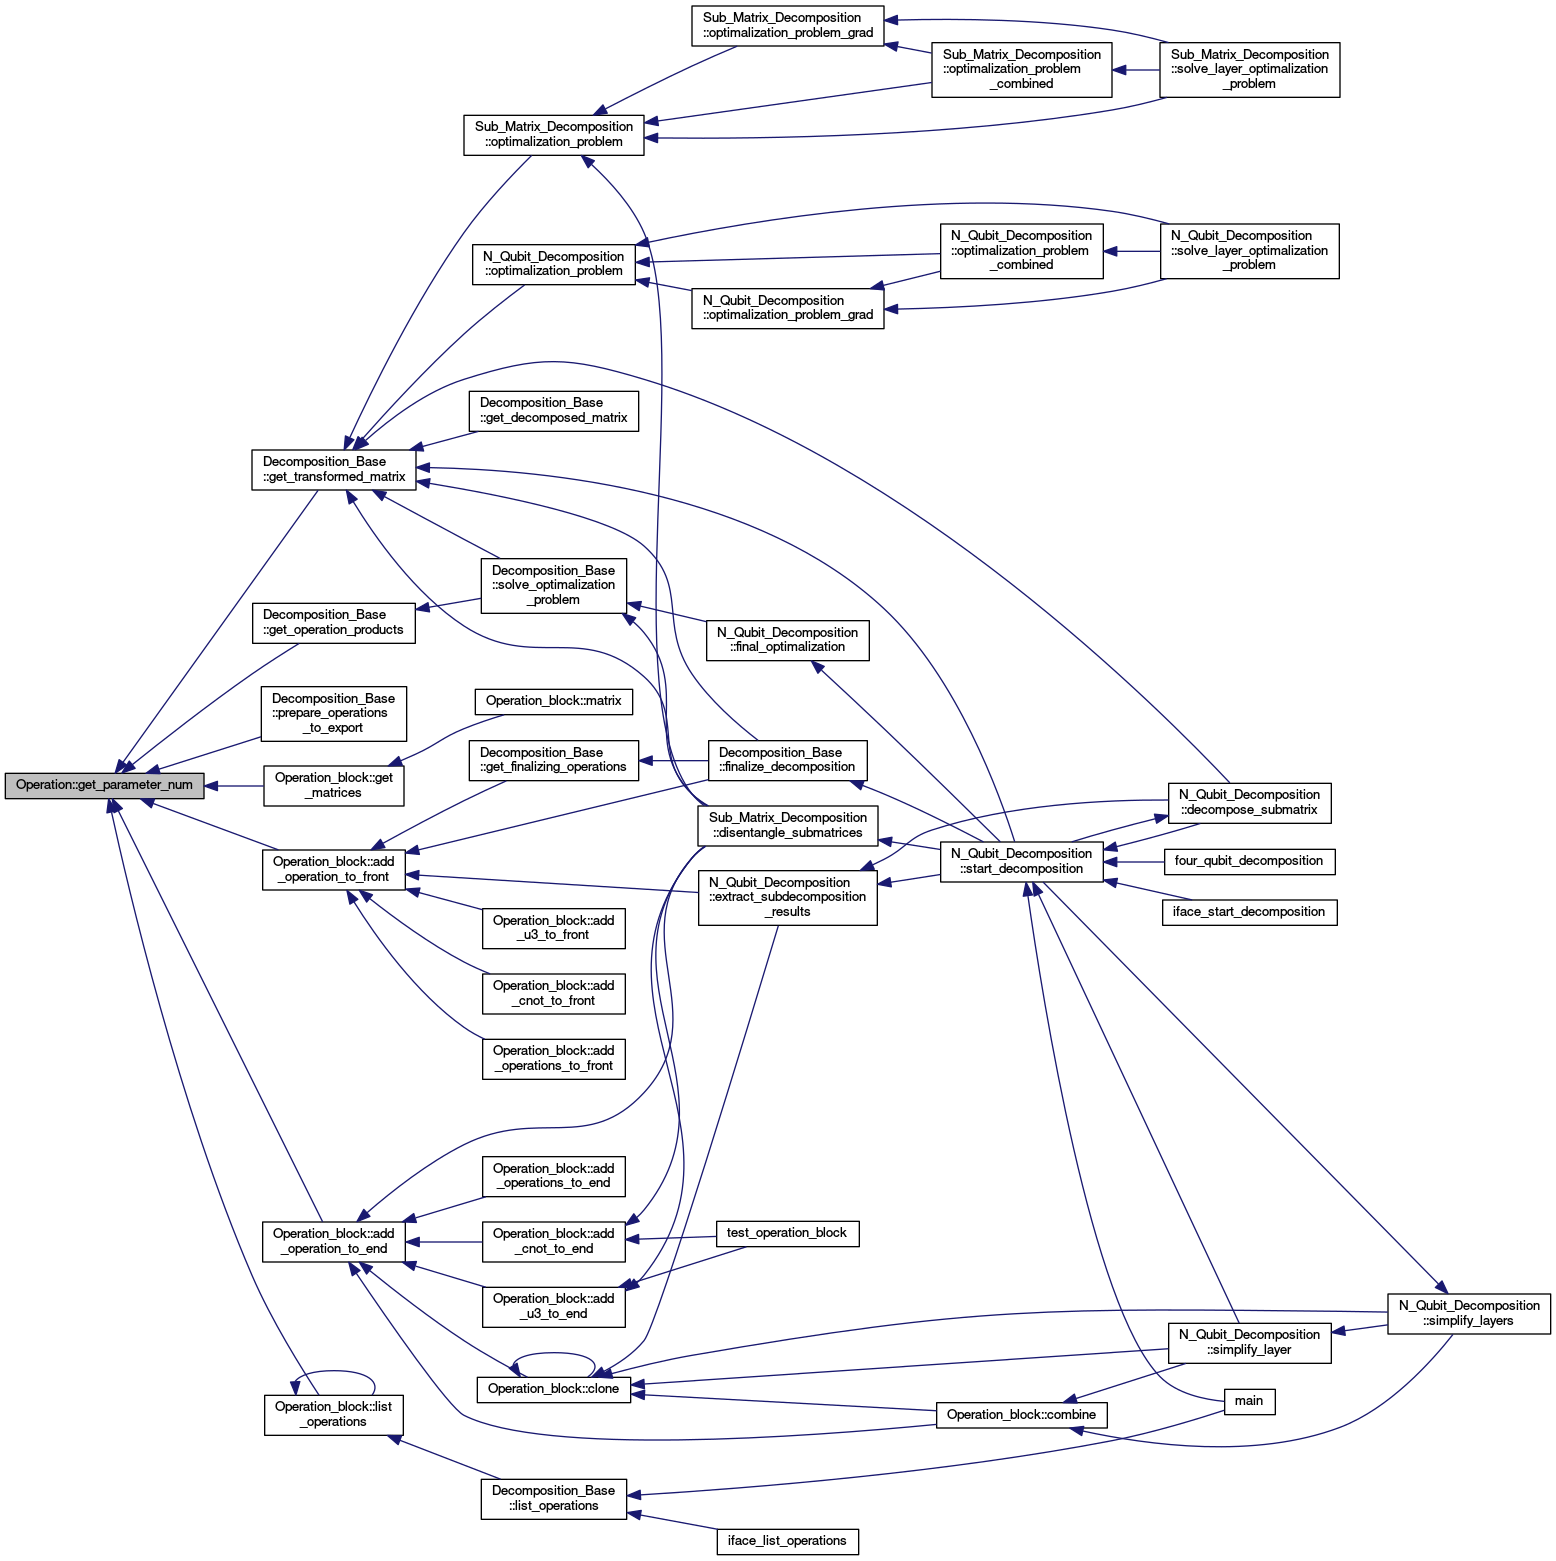 Sub_Matrix_Decomposition
::optimalization_problem_grad
Sub_Matrix_Decomposition
::optimalization_problem
_combined
Sub_Matrix_Decomposition
::solve_layer_optimalization
_problem
Sub_Matrix_Decomposition
::optimalization_problem
N_Qubit_Decomposition
::optimalization_problem
N_Qubit_Decomposition
::optimalization_problem
_combined
N_Qubit_Decomposition
::solve_layer_optimalization
_problem
N_Qubit_Decomposition
::optimalization_problem_grad
Decomposition_Base
::get_decomposed_matrix
Decomposition_Base
::get_transformed_matrix
Decomposition_Base
::solve_optimalization
_problem
Decomposition_Base
::get_operation_products
N_Qubit_Decomposition
::final_optimalization
Decomposition_Base
::prepare_operations
_to_export
Operation_block::matrix
Operation::get_parameter_num
Operation_block::get
_matrices
Decomposition_Base
::get_finalizing_operations
Decomposition_Base
::finalize_decomposition
N_Qubit_Decomposition
::decompose_submatrix
Sub_Matrix_Decomposition
::disentangle_submatrices
Operation_block::add
_operation_to_front
N_Qubit_Decomposition
::start_decomposition
four_qubit_decomposition
N_Qubit_Decomposition
::extract_subdecomposition
_results
iface_start_decomposition
Operation_block::add
_u3_to_front
Operation_block::add
_cnot_to_front
Operation_block::add
_operations_to_front
Operation_block::add
_operations_to_end
Operation_block::add
_operation_to_end
Operation_block::add
_cnot_to_end
test_operation_block
Operation_block::add
_u3_to_end
N_Qubit_Decomposition
::simplify_layers
N_Qubit_Decomposition
::simplify_layer
Operation_block::clone
Operation_block::list
_operations
Operation_block::combine
main
Decomposition_Base
::list_operations
iface_list_operations